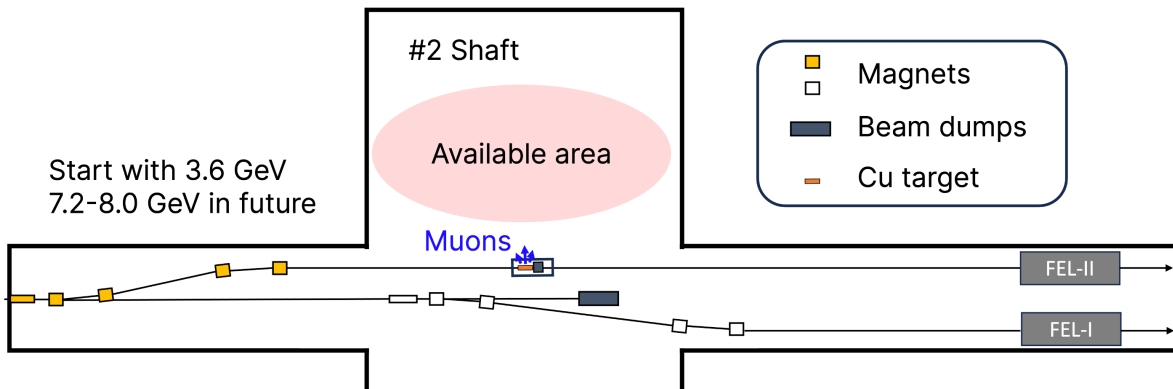 #2 Shaft
Available area
Start with 3.6 GeV
7.2-8.0 GeV in future
Muons
Magnets
Beam dumps
Cu target
FEL-II
FEL-I